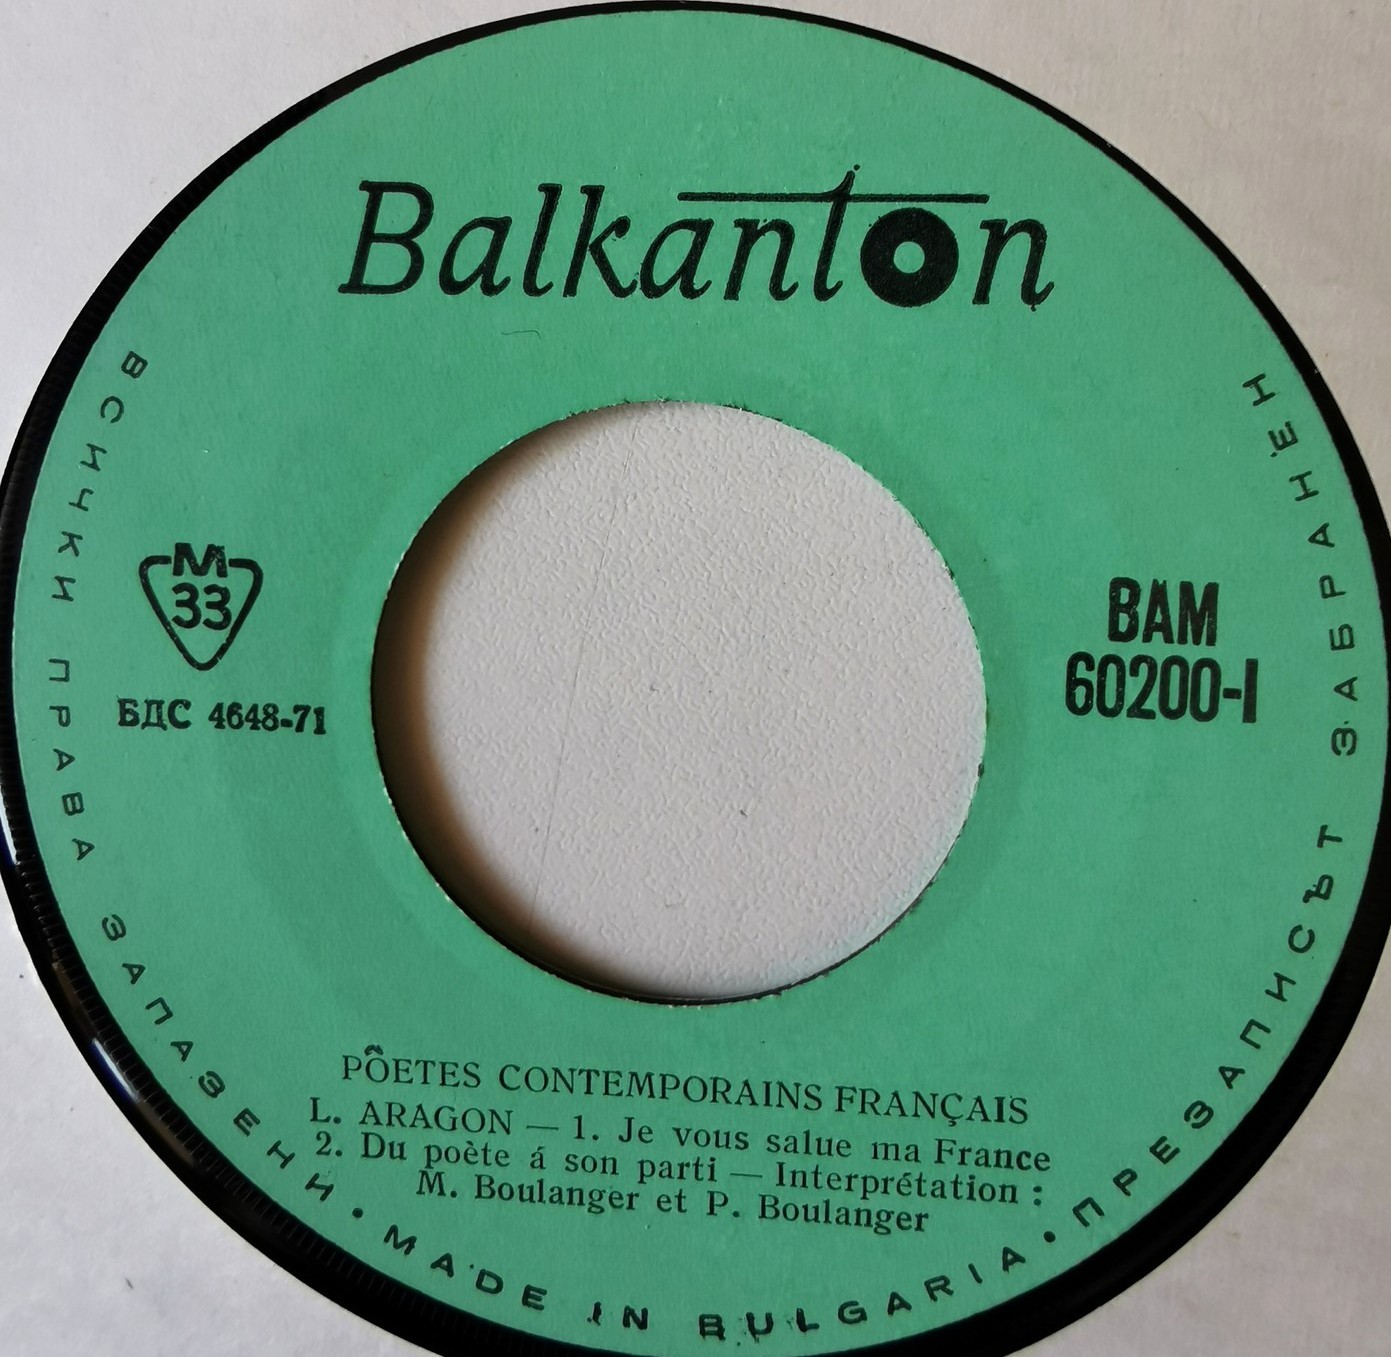 Balkanton
M
33
БДС 4648-71
BAM
60200-I
PÔETES CONTEMPORAINS FRANÇAIS
L. ARAGON — 1. Je vous salue ma France
2. Du poète á son parti — Interprétation :
M. Boulanger et P. Boulanger
ВСИЧКИ ПРАВА ЗАПАЗЕНИ • MADE IN BULGARIA • ПРЕЗАПИСЪТ ЗАБРАНЕН